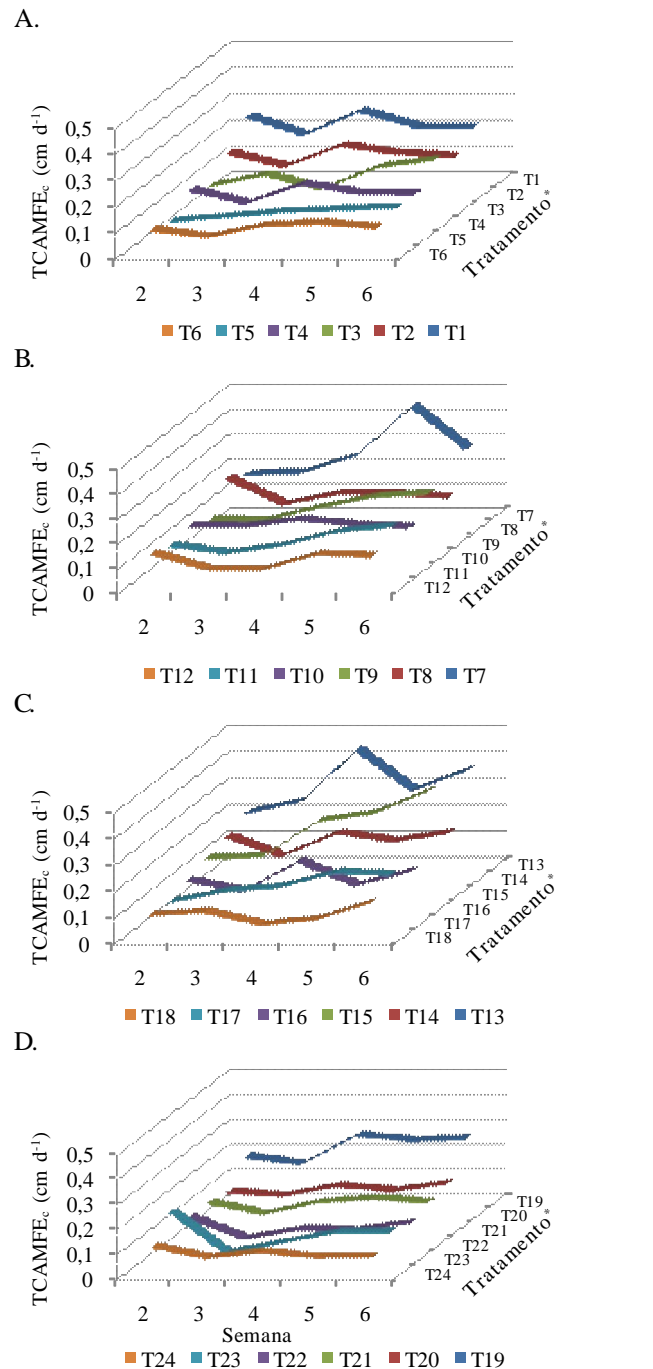 A.
TCAMFEc (cm d-1)
0,5
0,4
0,3
0,2
0,1
0
2 3 4 5 6
T1
T2
T3
T4
T5
T6
Tratamento*
T6 T5 T4 T3 T2 T1
B.
TCAMFEc (cm d-1)
0,5
0,4
0,3
0,2
0,1
0
2 3 4 5 6
T7
T8
T9
T10
T11
T12
Tratamento*
T12 T11 T10 T9 T8 T7
C.
TCAMFEc (cm d-1)
0,5
0,4
0,3
0,2
0,1
0
2 3 4 5 6
T13
T14
T15
T16
T17
T18
Tratamento*
T18 T17 T16 T15 T14 T13
D.
TCAMFEc (cm d-1)
0,5
0,4
0,3
0,2
0,1
0
2 3 4 5 6
Semana
T19
T20
T21
T22
T23
T24
Tratamento*
T24 T23 T22 T21 T20 T19